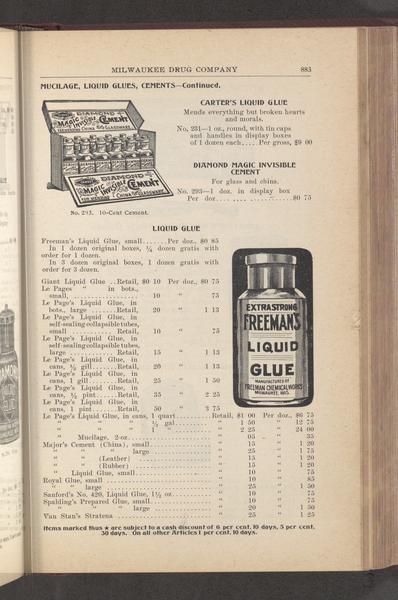 MILWAUKEE DRUG COMPANY 883
MUCILAGE, LIQUID GLUES, CEMENTS—Continued.
DIAMOND
MAGIC INVISIBLE CEMENT
DIAMOND
MAGIC INVISIBLE CEMENT
No. 293. 10-Cent Cement.
CARTER'S LIQUID GLUE
Mends everything but broken hearts
and morals.
No. 231—1 oz., round, with tin caps
and handles in display boxes
of 1 dozen each.... Per gross, $9 00
DIAMOND MAGIC INVISIBLE
CEMENT
For glass and china.
No. 293—1 doz. in display box
Per doz.................$0 75
LIQUID GLUE
Freeman's Liquid Glue, small.......Per doz., $0 85
In 1 dozen original boxes, ¼ dozen gratis with
order for 1 dozen.
In 3 dozen original boxes, 1 dozen gratis with
order for 3 dozen.
Giant Liquid Glue ..Retail, $0 10 Per doz., $0 75
Le Pages " in bots.,
small, ................. 10 " 75
Le Page's Liquid Glue, in
bots., large .......Retail, 20 " 1 13
Le Page's Liquid Glue, in
self-sealing collapsible tubes,
small ............Retail, 10 " 75
Le Page's Liquid Glue, in
self-sealing collapsible tubes,
large ............Retail, 15 " 1 13
Le Page's Liquid Glue, in
cans, ½ gill.......Retail, 20 " 1 13
Le Page's Liquid Glue, in
cans, 1 gill.......Retail, 25 " 1 50
Le Page's Liquid Glue, in
cans, ½ pint......Retail, 35 " 2 25
Le Page's Liquid Glue, in
cans, 1 pint.......Retail, 50 " 3 75
EXTRA STRONG
FREEMAN'S
LIQUID
GLUE
MANUFACTURED BY
FREEMAN CHEMICAL WORKS
MILWAUKEE, WIS.
Le Page's Liquid Glue, in cans, 1 quart........Retail, $1 00 Per doz., $6 75
" " " " ½ gal......... " 1 50 " 12 75
" " " " 1 " ......... " 2 25 " 24 00
" Mucilage, 2-oz.................... " 05 " 35
Major's Cement (China), small................ " 15 " 1 20
" " " large ................ " 25 " 1 75
" " (Leather) .................... " 15 " 1 20
" " (Rubber) .................... " 15 " 1 20
" Liquid Glue, small................ " 10 " 75
Royal Glue, small ........................ " 10 " 85
" " large ........................ " 25 " 1 50
Sanford's No. 420, Liquid Glue, 1½ oz......... " 10 " 75
Spalding's Prepared Glue, small.............. " 10 " 75
" " " large .............. " 20 " 1 50
Van Stan's Stratena ........................ " 25 " 1 25
Items marked thus ★ are subject to a cash discount of 6 per cent. 10 days, 5 per cent.
30 days. On all other Articles 1 per cent. 10 days.